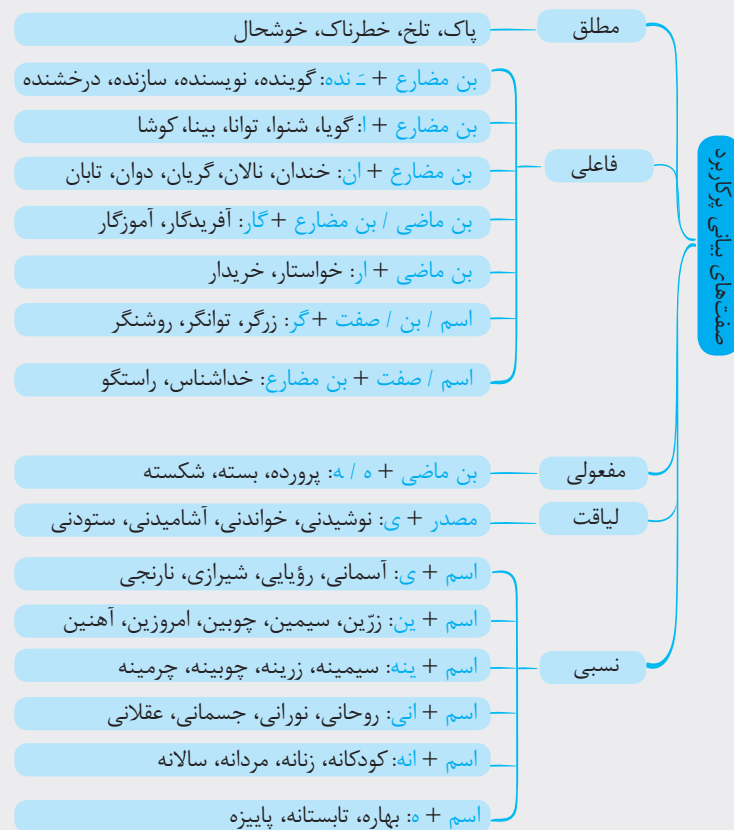 صفت‌های بیانی پرکاربرد
مطلق
پاک، تلخ، خطرناک، خوشحال
فاعلی
بن مضارع + ـَ نده: گوینده، نویسنده، سازنده، درخشنده
بن مضارع + ا: گویا، شنوا، توانا، بینا، کوشا
بن مضارع + ان: خندان، نالان، گریان، دوان، تابان
بن ماضی / بن مضارع + گار: آفریدگار، آموزگار
بن ماضی + ار: خواستار، خریدار
اسم / بن / صفت + گر: زرگر، توانگر، روشنگر
اسم / صفت + بن مضارع: خداشناس، راستگو
مفعولی
بن ماضی + ه / ـه: پرورده، بسته، شکسته
لیاقت
مصدر + ی: نوشیدنی، خواندنی، آشامیدنی، ستودنی
نسبی
اسم + ی: آسمانی، رؤیایی، شیرازی، نارنجی
اسم + ین: زرّین، سیمین، چوبین، امروزین، آهنین
اسم + ینه: سیمینه، زرینه، چوبینه، چرمینه
اسم + انی: روحانی، نورانی، جسمانی، عقلانی
اسم + انه: کودکانه، زنانه، مردانه، سالانه
اسم + ه: بهاره، تابستانه، پاییزه